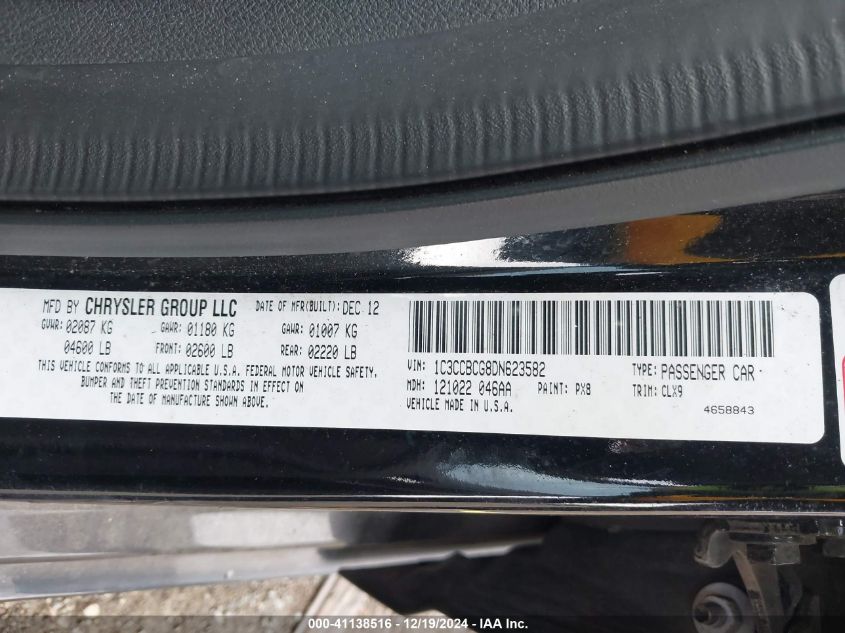 MFD BY CHRYSLER GROUP LLC DATE OF MFR(BUILT): DEC 12
GVWR: 02087 KG GAWR: 01180 KG GAWR: 01007 KG
04600 LB FRONT: 02600 LB REAR: 02220 LB
THIS VEHICLE CONFORMS TO ALL APPLICABLE U.S.A. FEDERAL MOTOR VEHICLE SAFETY,
BUMPER AND THEFT PREVENTION STANDARDS IN EFFECT ON
THE DATE OF MANUFACTURE SHOWN ABOVE.
VIN: 1C3CCBCG8DN623582 TYPE: PASSENGER CAR
MDH: 121022 046AA PAINT: PX8 TRIM: CLX9
VEHICLE MADE IN U.S.A.
4658843
000-41138516 - 12/19/2024 - IAA Inc.